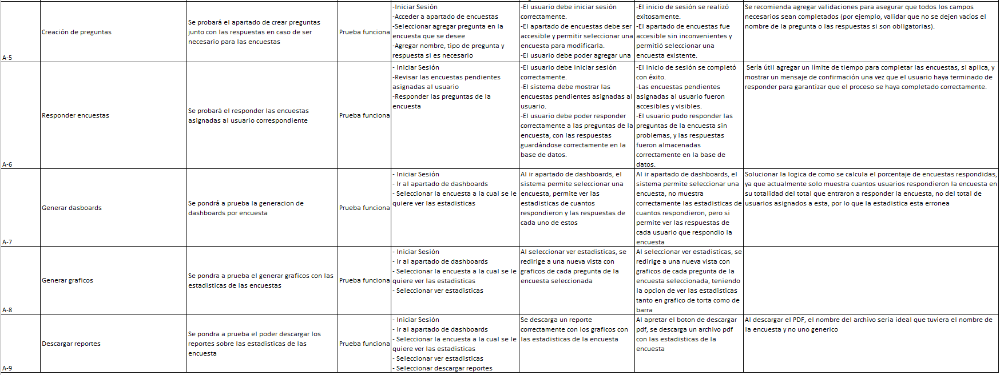 A-5
Creación de preguntas
Se probará el apartado de crear preguntas
junto con las respuestas en caso de ser
necesario para las encuestas
Prueba funciona
-Iniciar Sesión
-Acceder a apartado de encuestas
-Seleccionar agregar pregunta en la
encuesta que se desee
-Agregar nombre, tipo de pregunta y
respuesta si es necesario
-El usuario debe iniciar sesión
correctamente.
-El apartado de encuestas debe ser
accesible y permitir seleccionar una
encuesta para modificarla.
-El usuario debe poder agregar una
-El inicio de sesión se realizó
exitosamente.
-El apartado de encuestas fue
accesible sin inconvenientes y
permitió seleccionar una
encuesta existente.
Se recomienda agregar validaciones para asegurar que todos los campos
necesarios sean completados (por ejemplo, validar que no se dejen vacíos el
nombre de la pregunta o las respuestas si son obligatorias).
A-6
Responder encuestas
Se probará el responder las encuestas
asignadas al usuario correspondiente
Prueba funciona
- Iniciar Sesión
-Revisar las encuestas pendientes
asignadas al usuario
-Responder las preguntas de la
encuesta
-El usuario debe iniciar sesión
correctamente.
-El sistema debe mostrar las
encuestas pendientes asignadas al
usuario.
-El usuario debe poder responder
correctamente a las preguntas de la
encuesta, con las respuestas
guardándose correctamente en la
base de datos.
-El inicio de sesión se completó
con éxito.
-Las encuestas pendientes
asignadas al usuario fueron
accesibles y visibles.
-El usuario pudo responder las
preguntas de la encuesta sin
problemas, y las respuestas
fueron almacenadas
correctamente en la base de
datos.
Sería útil agregar un límite de tiempo para completar las encuestas, si aplica, y
mostrar un mensaje de confirmación una vez que el usuario haya terminado de
responder para garantizar que el proceso se haya completado correctamente.
A-7
Generar dasboards
Se pondrá a prueba la generacion de
dashboards por encuesta
Prueba funciona
- Iniciar Sesión
- Ir al apartado de dashboards
- Seleccionar la encuesta a la cual se le
quiere ver las estadisticas
Al ir apartado de dashboards, el
sistema permite seleccionar una
encuesta, permite ver las
estadisticas de cuantos
respondieron y las respuestas de
cada uno de estos
Al ir apartado de dashboards, el
sistema permite seleccionar una
encuesta, no muestra
correctamente las estadisticas de
cuantos respondieron, pero si
permite ver las respuestas de
cada usuario que respondio la
encuesta
Solucionar la logica de como se calcula el porcentaje de encuestas respondidas,
ya que actualmente solo muestra cuantos usuarios respondieron la encuesta en
su totalidad del total que entraron a responder la encuesta, no del total de
usuarios asignados a esta, por lo que la estadistica esta erronea
A-8
Generar graficos
Se pondra a prueba el generar graficos con las
estadisticas de las encuestas
Prueba funciona
- Iniciar Sesión
- Ir al apartado de dashboards
- Seleccionar la encuesta a la cual se le
quiere ver las estadisticas
- Seleccionar ver estadisticas
Al seleccionar ver estadisticas, se
redirige a una nueva vista con
graficos de cada pregunta de la
encuesta seleccionada
Al seleccionar ver estadisticas, se
redirige a una nueva vista con
graficos de cada pregunta de la
encuesta seleccionada, teniendo
la opcion de ver las estadisticas
tanto en grafico de torta como de
barra
A-9
Descargar reportes
Se pondra a prueba el poder descargar los
reportes sobre las estadisticas de las
encuesta
Prueba funciona
- Iniciar Sesión
- Ir al apartado de dashboards
- Seleccionar la encuesta a la cual se le
quiere ver las estadisticas
- Seleccionar ver estadisticas
- Seleccionar descargar reportes
Se descarga un reporte
correctamente con los graficos con
las estadisticas de la encuesta
Al apretar el boton de descargar
pdf, se descarga un archivo pdf
con las estadisticas de la
encuesta
Al descargar el PDF, el nombre del archivo seria ideal que tuviera el nombre de
la encuesta y no uno generico